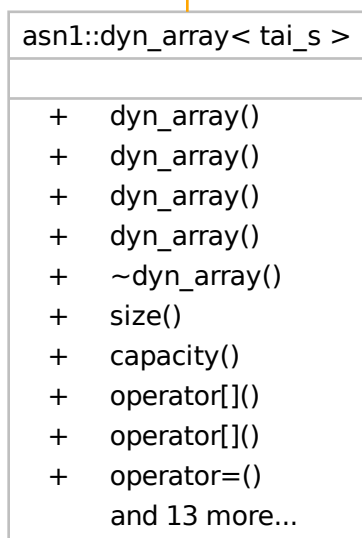 asn1::dyn_array< tai_s >
+ dyn_array()
+ dyn_array()
+ dyn_array()
+ dyn_array()
+ ~dyn_array()
+ size()
+ capacity()
+ operator[]()
+ operator[]()
+ operator=()
and 13 more...